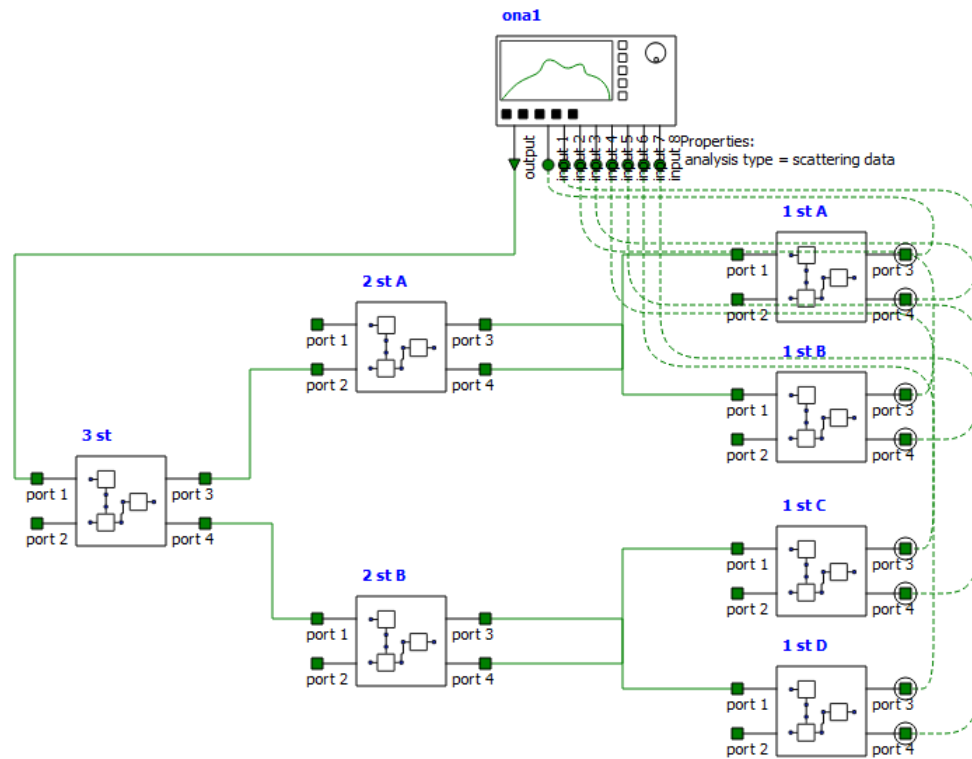 ona1
output
input 1
input 2
input 3
input 4
input 5
input 6
input 7
input 8
Properties:
analysis type = scattering data
1 st A
port 1
port 3
port 2
port 4
2 st A
port 1
port 3
port 2
port 4
1 st B
port 1
port 3
port 2
port 4
3 st
port 1
port 3
port 2
port 4
1 st C
port 1
port 3
port 2
port 4
2 st B
port 1
port 3
port 2
port 4
1 st D
port 1
port 3
port 2
port 4